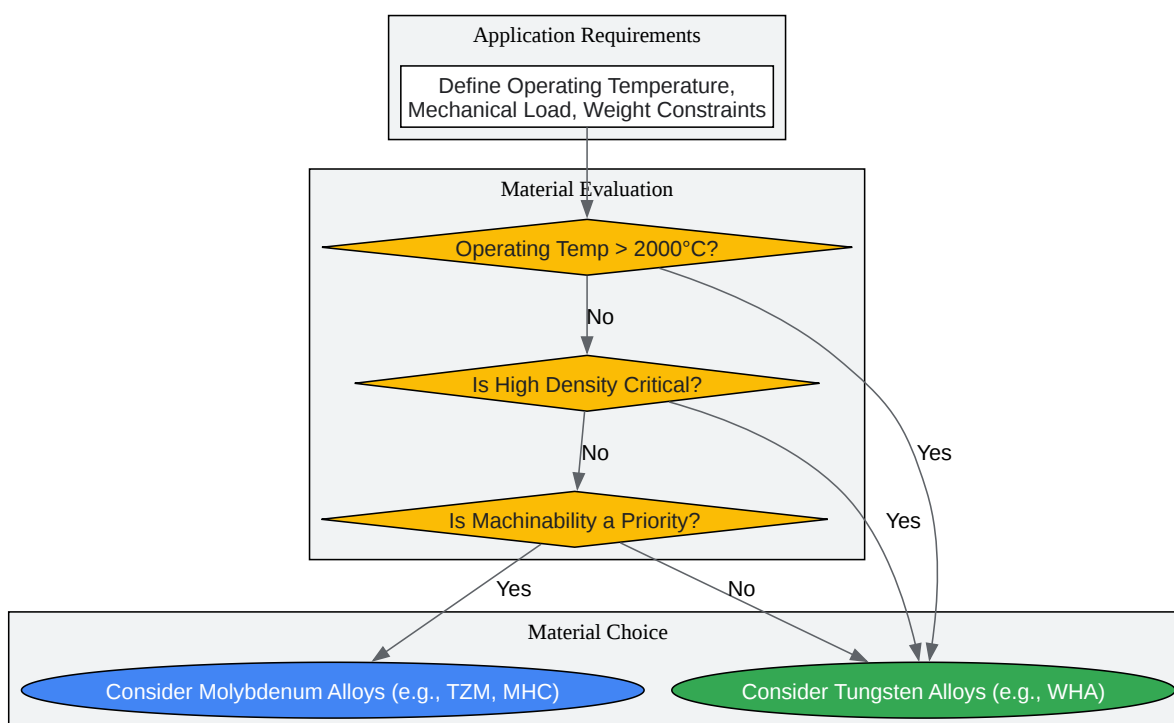 Application Requirements
Define Operating Temperature,
Mechanical Load, Weight Constraints
Material Evaluation
Operating Temp > 2000°C?
No
Is High Density Critical?
No
Yes
Is Machinability a Priority?
Yes
Yes
No
Material Choice
Consider Molybdenum Alloys (e.g., TZM, MHC)
Consider Tungsten Alloys (e.g., WHA)